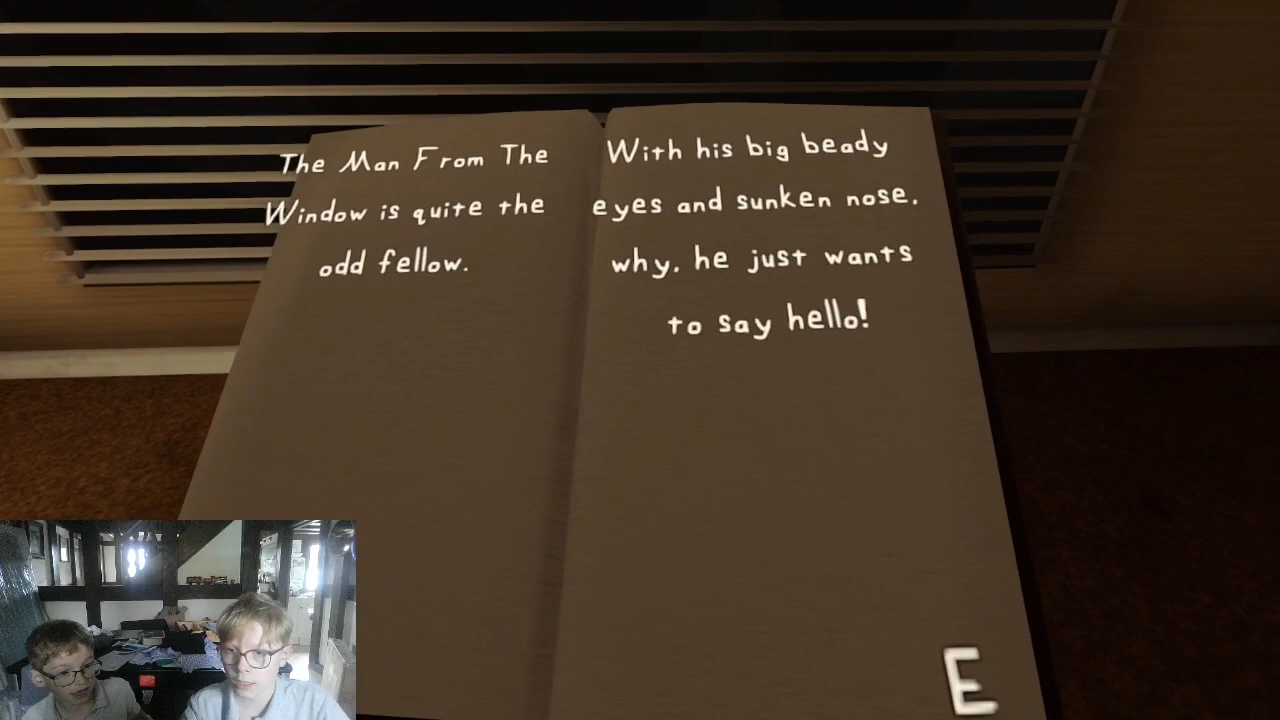 The Man From The
Window is quite the
odd fellow.
With his big beady
eyes and sunken nose,
why, he just wants
to say hello!
E